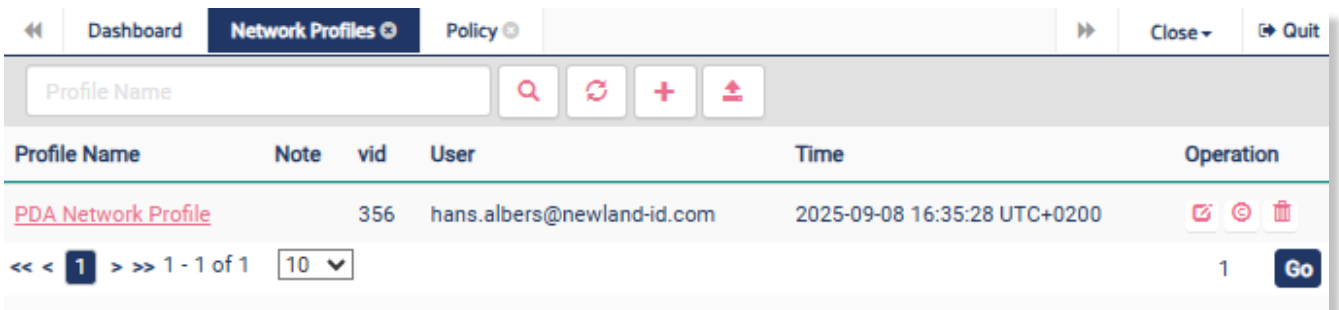 Dashboard Network Profiles Policy Close Quit
Profile Name
Profile Name Note vid User Time Operation
PDA Network Profile 356 hans.albers@newland-id.com 2025-09-08 16:35:28 UTC+0200
<< < 1 > >> 1 - 1 of 1 10 1 Go